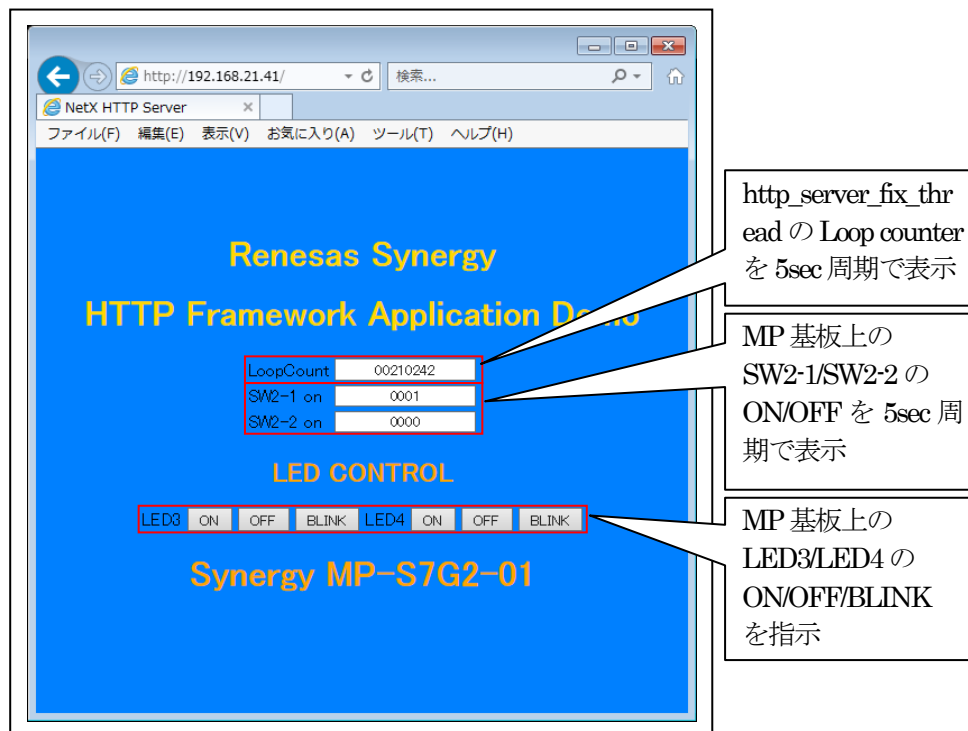 http://192.168.21.41/
検索...
NetX HTTP Server
ファイル(F) 編集(E) 表示(V) お気に入り(A) ツール(T) ヘルプ(H)
Renesas Synergy
HTTP Framework Application Demo
LoopCount 00210242
SW2-1 on 0001
SW2-2 on 0000
LED CONTROL
LED3 ON OFF BLINK LED4 ON OFF BLINK
Synergy MP-S7G2-01
http_server_fix_thr
ead の Loop counter
を 5sec 周期で表示
MP 基板上の
SW2-1/SW2-2 の
ON/OFF を 5sec 周
期で表示
MP 基板上の
LED3/LED4 の
ON/OFF/BLINK
を指示